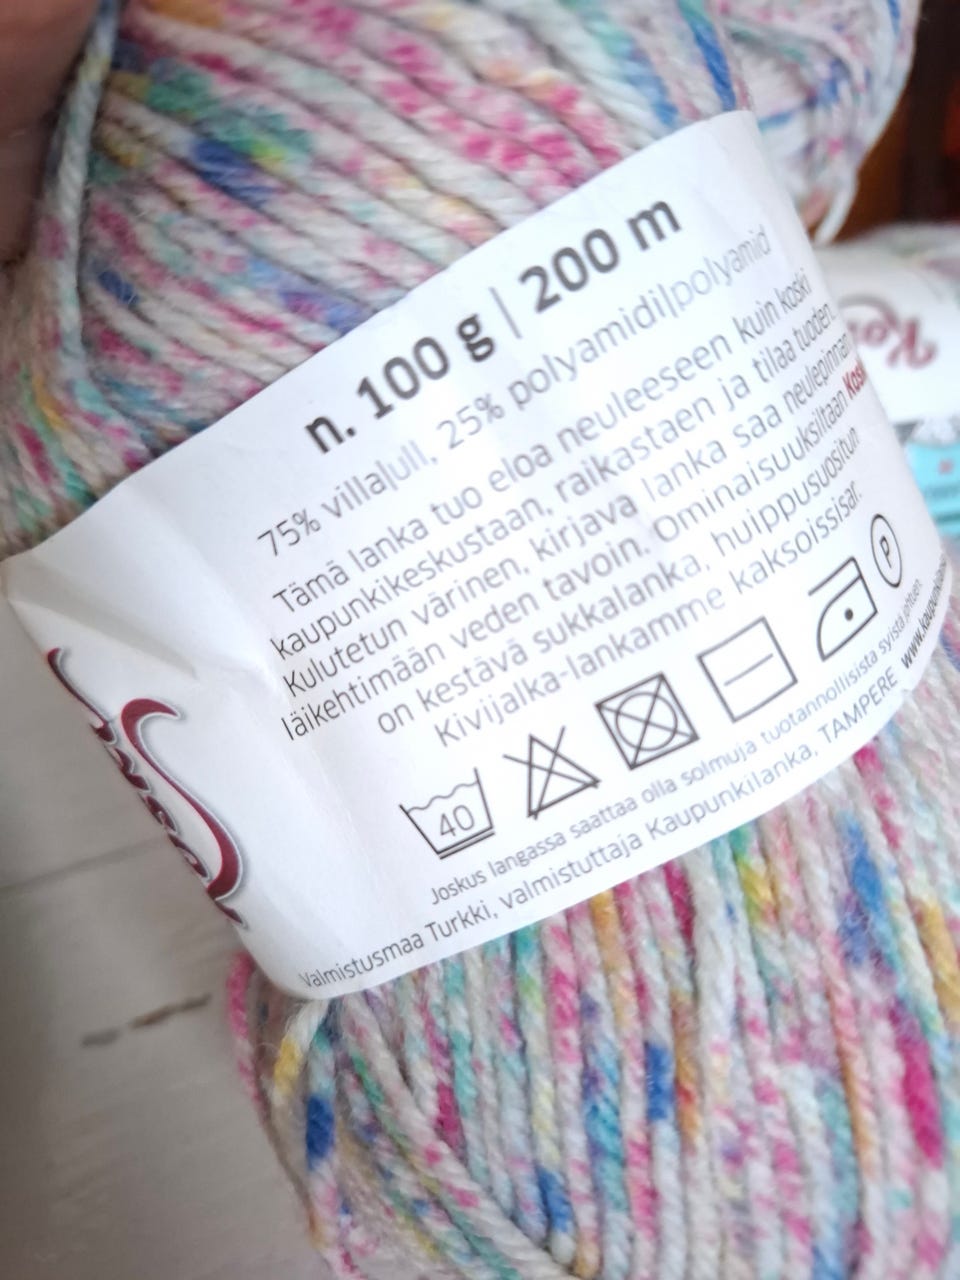 n. 100 g | 200 m
75% villa|ull, 25% polyamidi|polyamid
Tämä lanka tuo eloa neuleeseen kuin koski
kaupunkikeskustaan, raikastaen ja tilaa tuoden.
Kulutetun värinen, kirjava lanka saa neulepinnan
läikehtimään veden tavoin. Ominaisuuksiltaan
on kestävä sukkalanka, huippusuositun
Kivijalka-lankamme kaksoissisar.
40
P
Joskus langassa saattaa olla solmuja tuotannollisista syistä johtuen.
Valmistusmaa Turkki, valmistuttaja Kaupunkilanka, TAMPERE